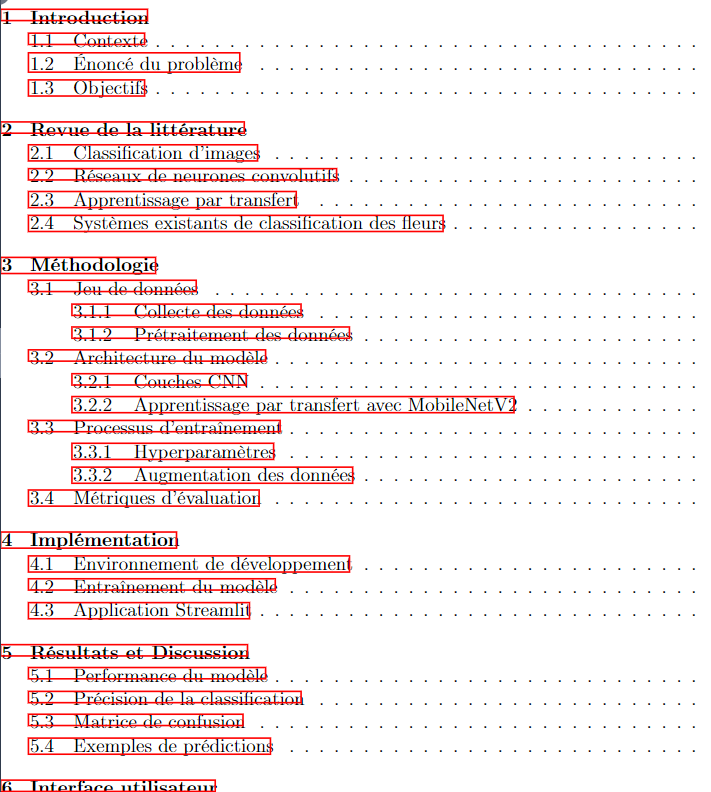 1 Introduction
1.1 Contexte . . . . . . . . . . . . . . . . . . . . . . . . . . . . . . . . . . . . .
1.2 Énoncé du problème . . . . . . . . . . . . . . . . . . . . . . . . . . . . . .
1.3 Objectifs . . . . . . . . . . . . . . . . . . . . . . . . . . . . . . . . . . . . .
2 Revue de la littérature
2.1 Classification d'images . . . . . . . . . . . . . . . . . . . . . . . . . . . . .
2.2 Réseaux de neurones convolutifs . . . . . . . . . . . . . . . . . . . . . . . .
2.3 Apprentissage par transfert . . . . . . . . . . . . . . . . . . . . . . . . . .
2.4 Systèmes existants de classification des fleurs . . . . . . . . . . . . . . . . .
3 Méthodologie
3.1 Jeu de données . . . . . . . . . . . . . . . . . . . . . . . . . . . . . . . . .
3.1.1 Collecte des données . . . . . . . . . . . . . . . . . . . . . . . . . .
3.1.2 Prétraitement des données . . . . . . . . . . . . . . . . . . . . . . .
3.2 Architecture du modèle . . . . . . . . . . . . . . . . . . . . . . . . . . . . .
3.2.1 Couches CNN . . . . . . . . . . . . . . . . . . . . . . . . . . . . . .
3.2.2 Apprentissage par transfert avec MobileNetV2 . . . . . . . . . . . .
3.3 Processus d'entraînement . . . . . . . . . . . . . . . . . . . . . . . . . . . .
3.3.1 Hyperparamètres . . . . . . . . . . . . . . . . . . . . . . . . . . . .
3.3.2 Augmentation des données . . . . . . . . . . . . . . . . . . . . . . .
3.4 Métriques d'évaluation . . . . . . . . . . . . . . . . . . . . . . . . . . . . .
4 Implémentation
4.1 Environnement de développement . . . . . . . . . . . . . . . . . . . . . . .
4.2 Entraînement du modèle . . . . . . . . . . . . . . . . . . . . . . . . . . . .
4.3 Application Streamlit . . . . . . . . . . . . . . . . . . . . . . . . . . . . . .
5 Résultats et Discussion
5.1 Performance du modèle . . . . . . . . . . . . . . . . . . . . . . . . . . . . .
5.2 Précision de la classification . . . . . . . . . . . . . . . . . . . . . . . . . .
5.3 Matrice de confusion . . . . . . . . . . . . . . . . . . . . . . . . . . . . . .
5.4 Exemples de prédictions . . . . . . . . . . . . . . . . . . . . . . . . . . . .
6 Interface utilisateur